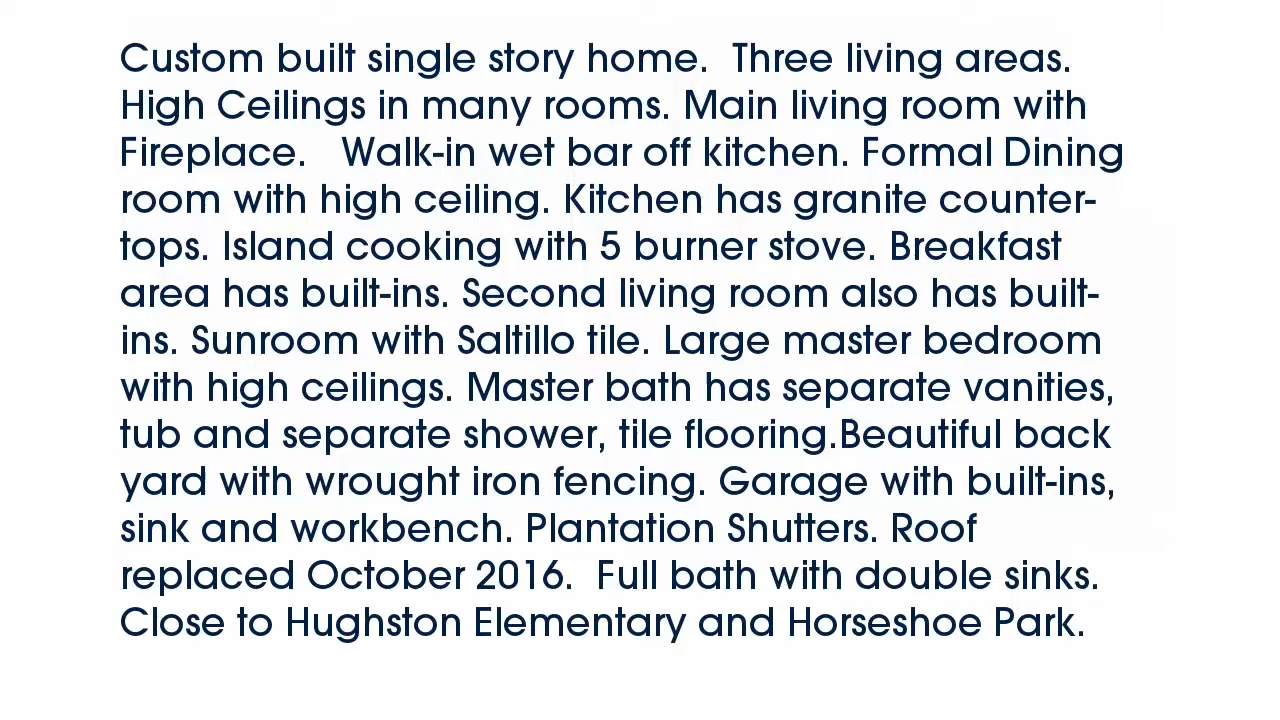 Custom built single story home.  Three living areas.
High Ceilings in many rooms. Main living room with
Fireplace.   Walk-in wet bar off kitchen. Formal Dining
room with high ceiling. Kitchen has granite counter-
tops. Island cooking with 5 burner stove. Breakfast
area has built-ins. Second living room also has built-
ins. Sunroom with Saltillo tile. Large master bedroom
with high ceilings. Master bath has separate vanities,
tub and separate shower, tile flooring.Beautiful back
yard with wrought iron fencing. Garage with built-ins,
sink and workbench. Plantation Shutters. Roof
replaced October 2016.  Full bath with double sinks.
Close to Hughston Elementary and Horseshoe Park.